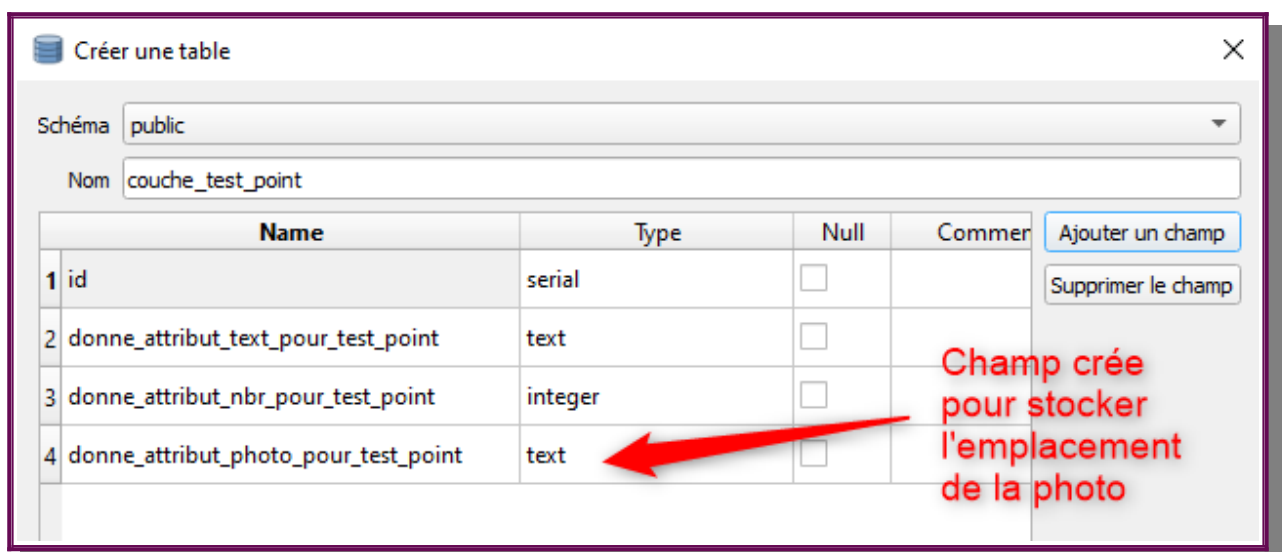 Créer une table
Schéma public
Nom couche_test_point
Name Type Null Commer Ajouter un champ
1 id serial Supprimer le champ
2 donne_attribut_text_pour_test_point text
3 donne_attribut_nbr_pour_test_point integer
4 donne_attribut_photo_pour_test_point text
Champ crée
pour stocker
l'emplacement
de la photo